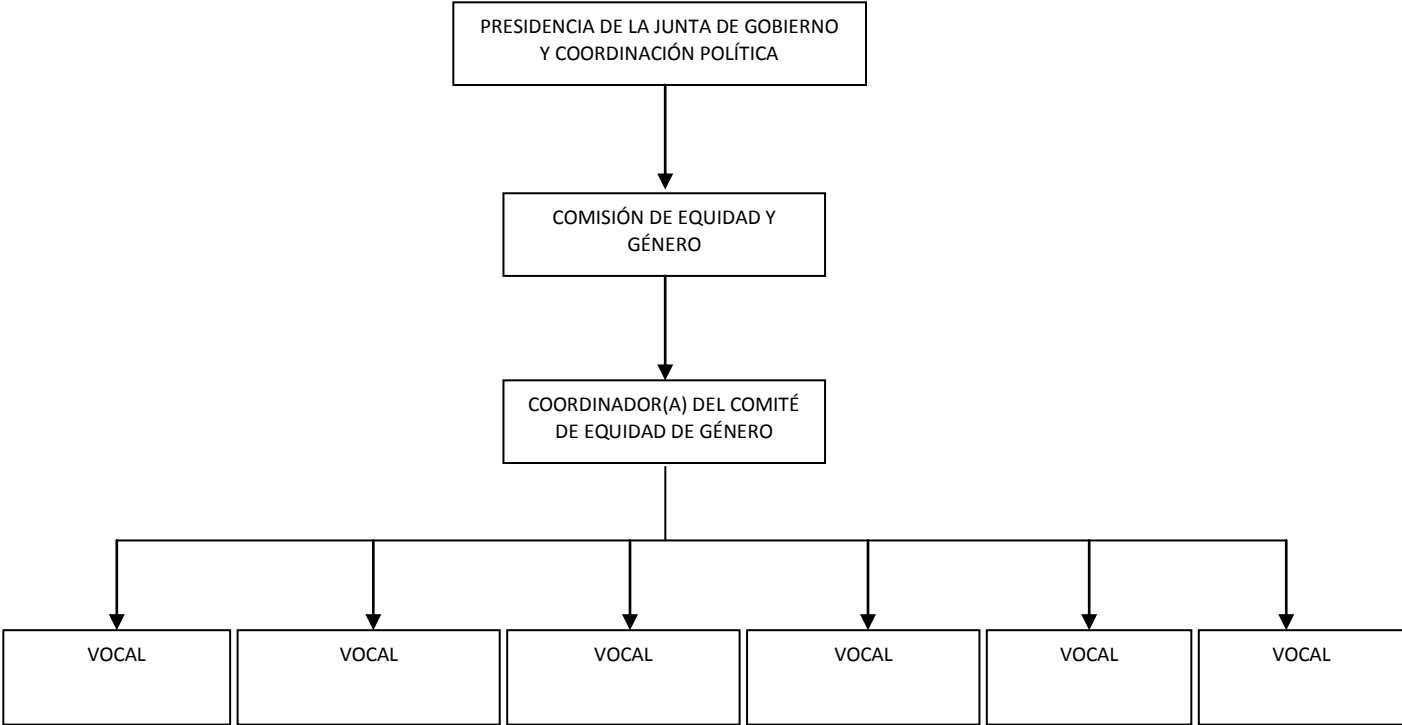 PRESIDENCIA DE LA JUNTA DE GOBIERNO
Y COORDINACIÓN POLÍTICA
COMISIÓN DE EQUIDAD Y
GÉNERO
COORDINADOR(A) DEL COMITÉ
DE EQUIDAD DE GÉNERO
VOCAL
VOCAL
VOCAL
VOCAL
VOCAL
VOCAL